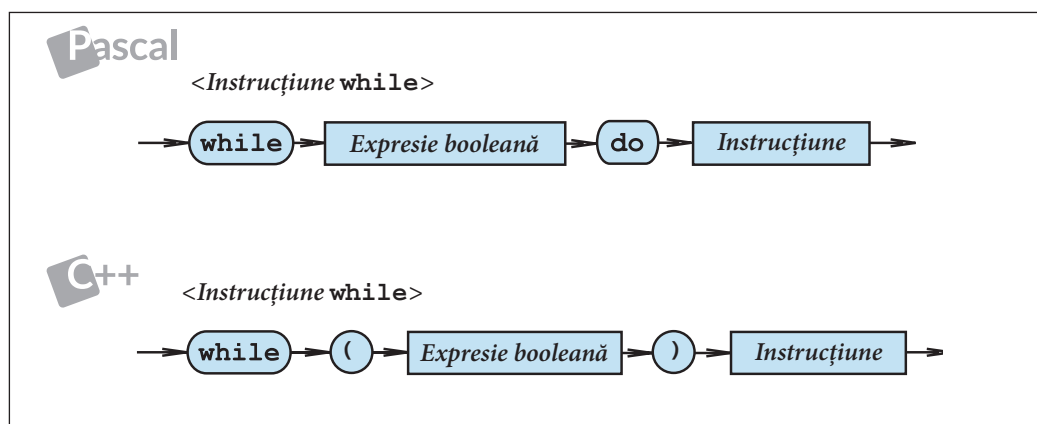 Pascal
<Instrucțiune while>
while Expresie booleană do Instrucțiune
C++
<Instrucțiune while>
while ( Expresie booleană ) Instrucțiune